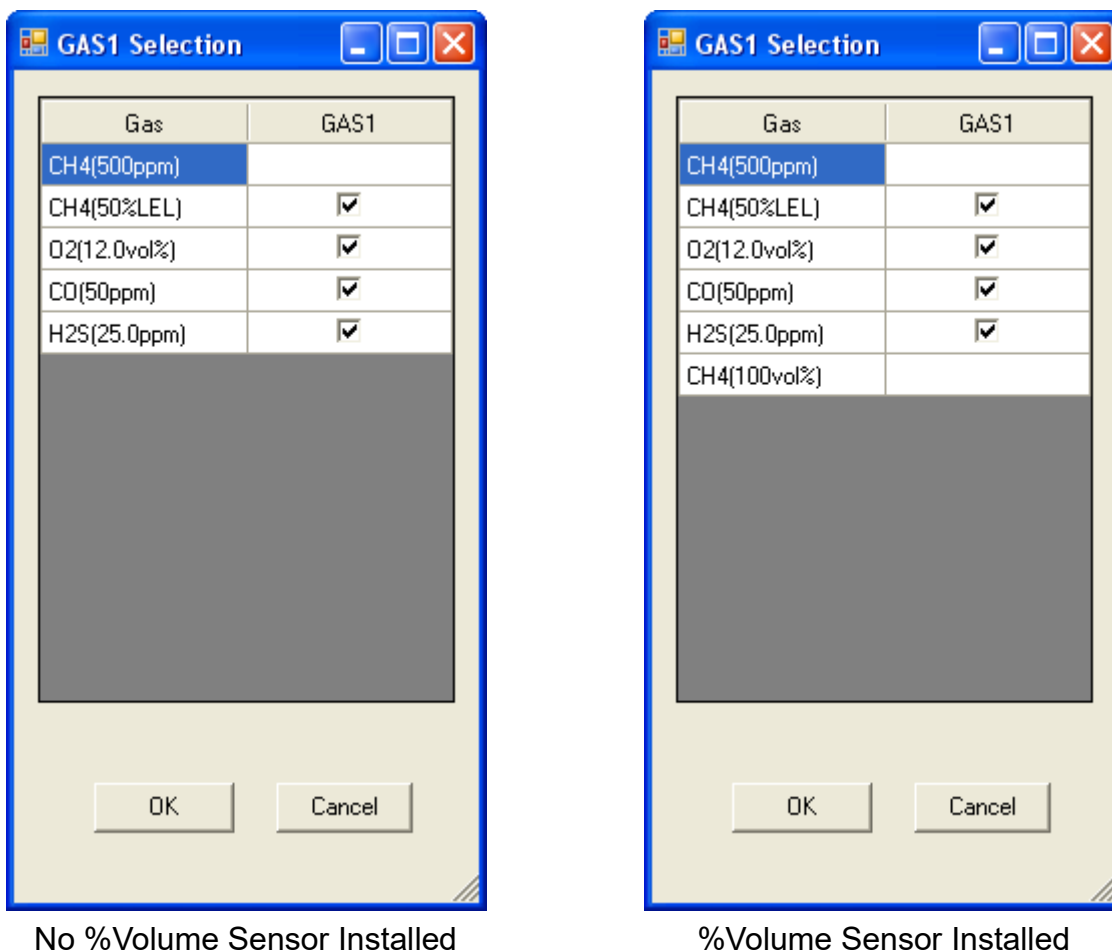 GAS1 Selection
Gas GAS1
CH4(500ppm)
CH4(50%LEL)
O2(12.0vol%)
CO(50ppm)
H2S(25.0ppm)
OK Cancel
No %Volume Sensor Installed
GAS1 Selection
Gas GAS1
CH4(500ppm)
CH4(50%LEL)
O2(12.0vol%)
CO(50ppm)
H2S(25.0ppm)
CH4(100vol%)
OK Cancel
%Volume Sensor Installed